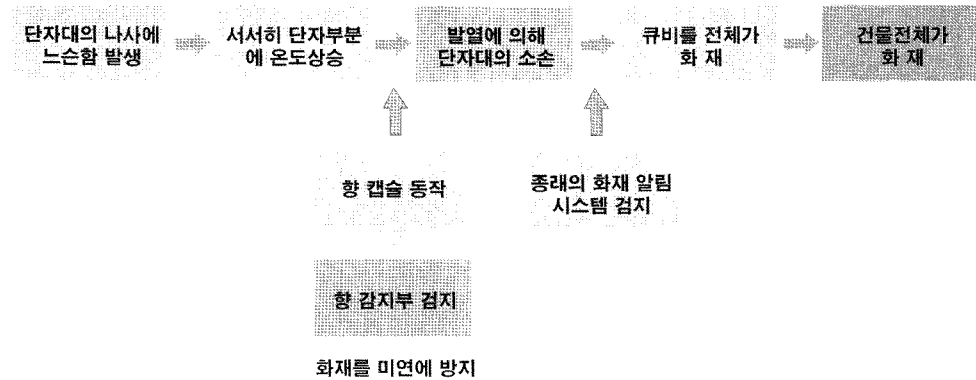 단자대의 나사에
느슨함 발생
서서히 단자부분
에 온도상승
발열에 의해
단자대의 소손
큐비를 전체가
화 재
건물전체가
화 재
향 캡슐 동작
종래의 화재 알림
시스템 검지
향 감지부 검지
화재를 미연에 방지